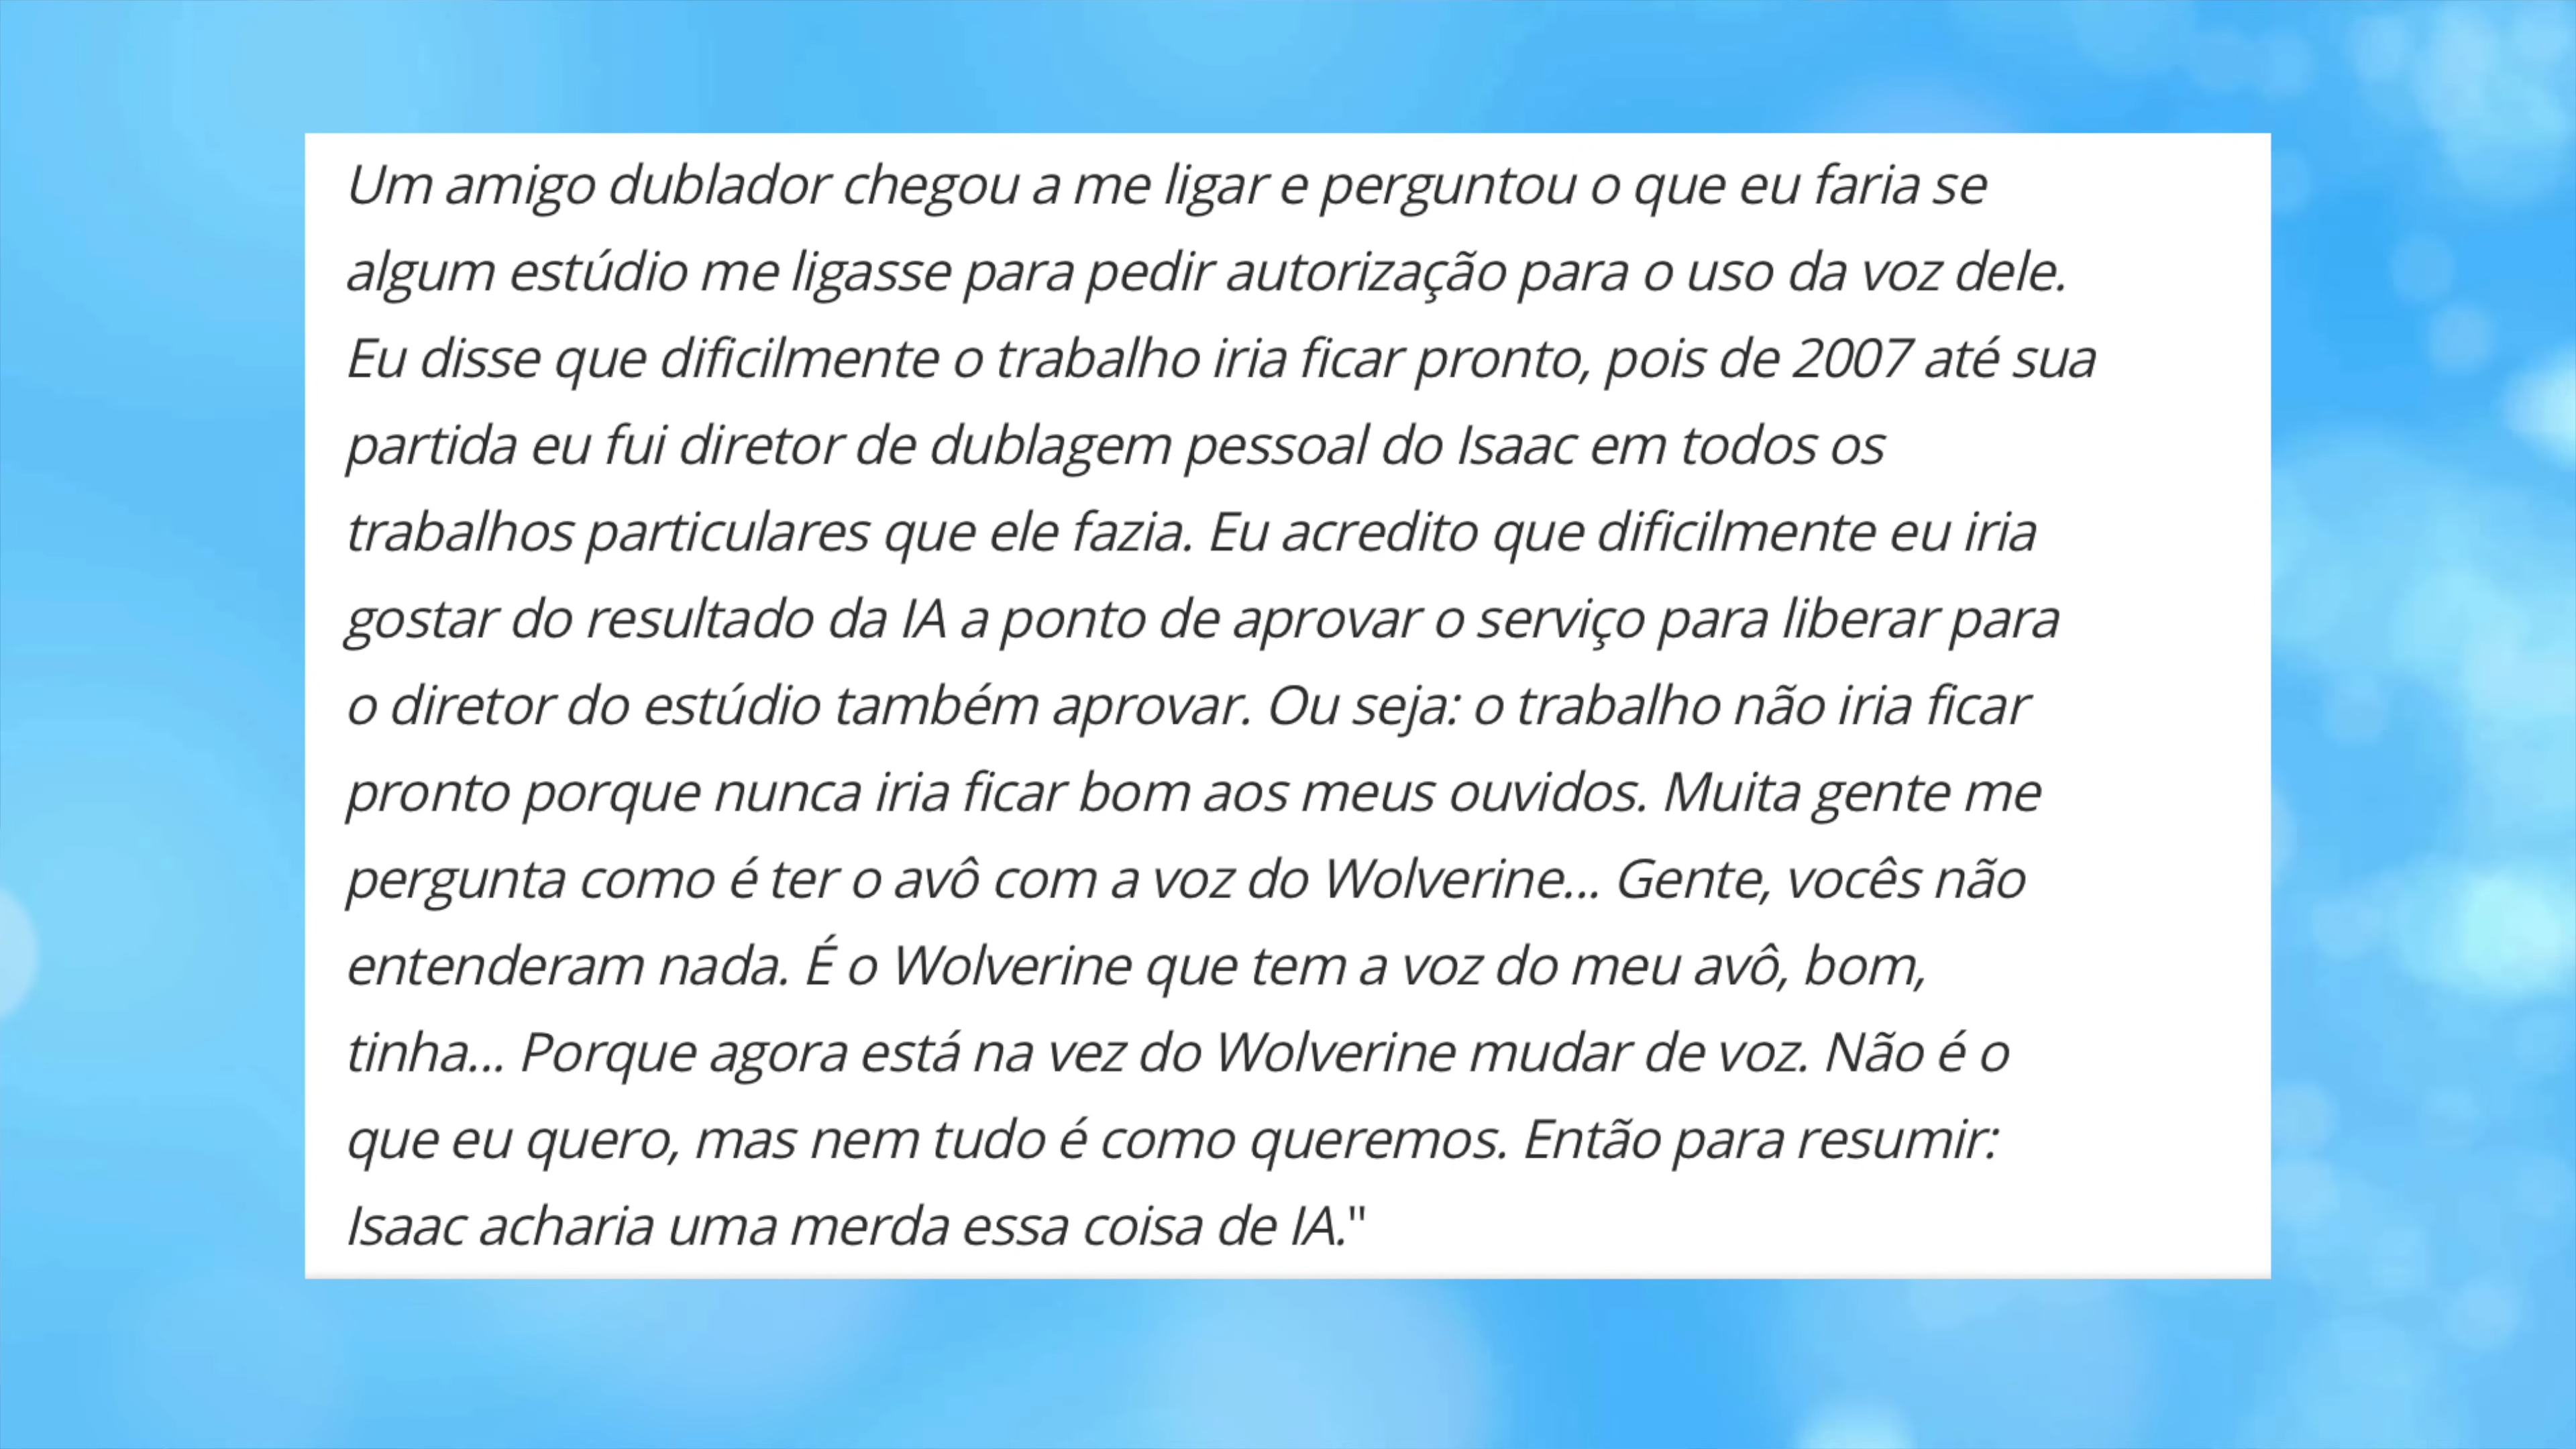 Um amigo dublador chegou a me ligar e perguntou o que eu faria se
algum estúdio me ligasse para pedir autorização para o uso da voz dele.
Eu disse que dificilmente o trabalho iria ficar pronto, pois de 2007 até sua
partida eu fui diretor de dublagem pessoal do Isaac em todos os
trabalhos particulares que ele fazia. Eu acredito que dificilmente eu iria
gostar do resultado da IA a ponto de aprovar o serviço para liberar para
o diretor do estúdio também aprovar. Ou seja: o trabalho não iria ficar
pronto porque nunca iria ficar bom aos meus ouvidos. Muita gente me
pergunta como é ter o avô com a voz do Wolverine... Gente, vocês não
entenderam nada. É o Wolverine que tem a voz do meu avô, bom,
tinha... Porque agora está na vez do Wolverine mudar de voz. Não é o
que eu quero, mas nem tudo é como queremos. Então para resumir:
Isaac acharia uma merda essa coisa de IA."